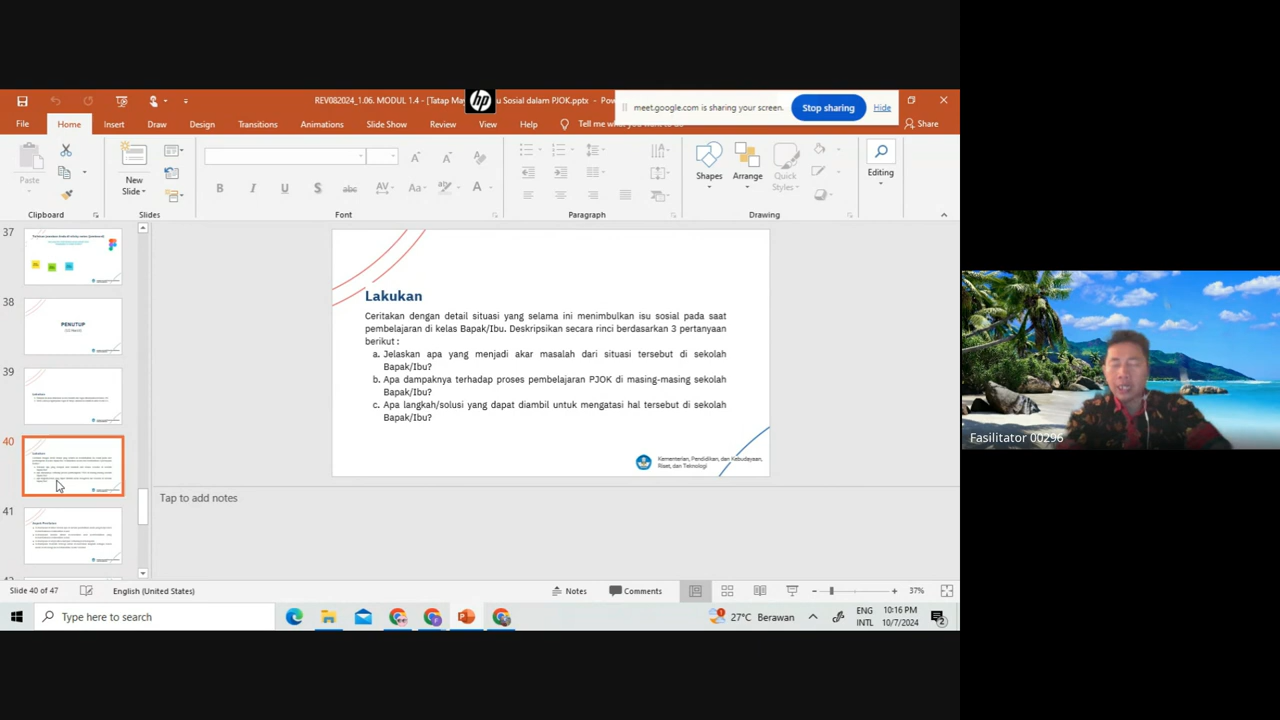 REV082024_1.06. MODUL 1.4 - [Tatap May
u Sosial dalam PJOK.pptx - Pow
meet.google.com is sharing your screen.
Stop sharing
Hide
File
Home
Insert
Draw
Design
Transitions
Animations
Slide Show
Review
View
Help
Tell me what you want to do
Share
Paste
New
Slide
Shapes
Arrange
Quick
Styles
Editing
Clipboard
Slides
Font
Paragraph
Drawing
37
38
PENUTUP
39
40
41
Lakukan
Ceritakan dengan detail situasi yang selama ini menimbulkan isu sosial pada saat
pembelajaran di kelas Bapak/Ibu. Deskripsikan secara rinci berdasarkan 3 pertanyaan
berikut :
a. Jelaskan apa yang menjadi akar masalah dari situasi tersebut di sekolah
Bapak/Ibu?
b. Apa dampaknya terhadap proses pembelajaran PJOK di masing-masing sekolah
Bapak/Ibu?
c. Apa langkah/solusi yang dapat diambil untuk mengatasi hal tersebut di sekolah
Bapak/Ibu?
Kementerian, Pendidikan, dan Kebudayaan,
Riset, dan Teknologi
Fasilitator 00296
Tap to add notes
Slide 40 of 47
English (United States)
Notes
Comments
37%
Type here to search
27°C Berawan
ENG
INTL
10:16 PM
10/7/2024
2